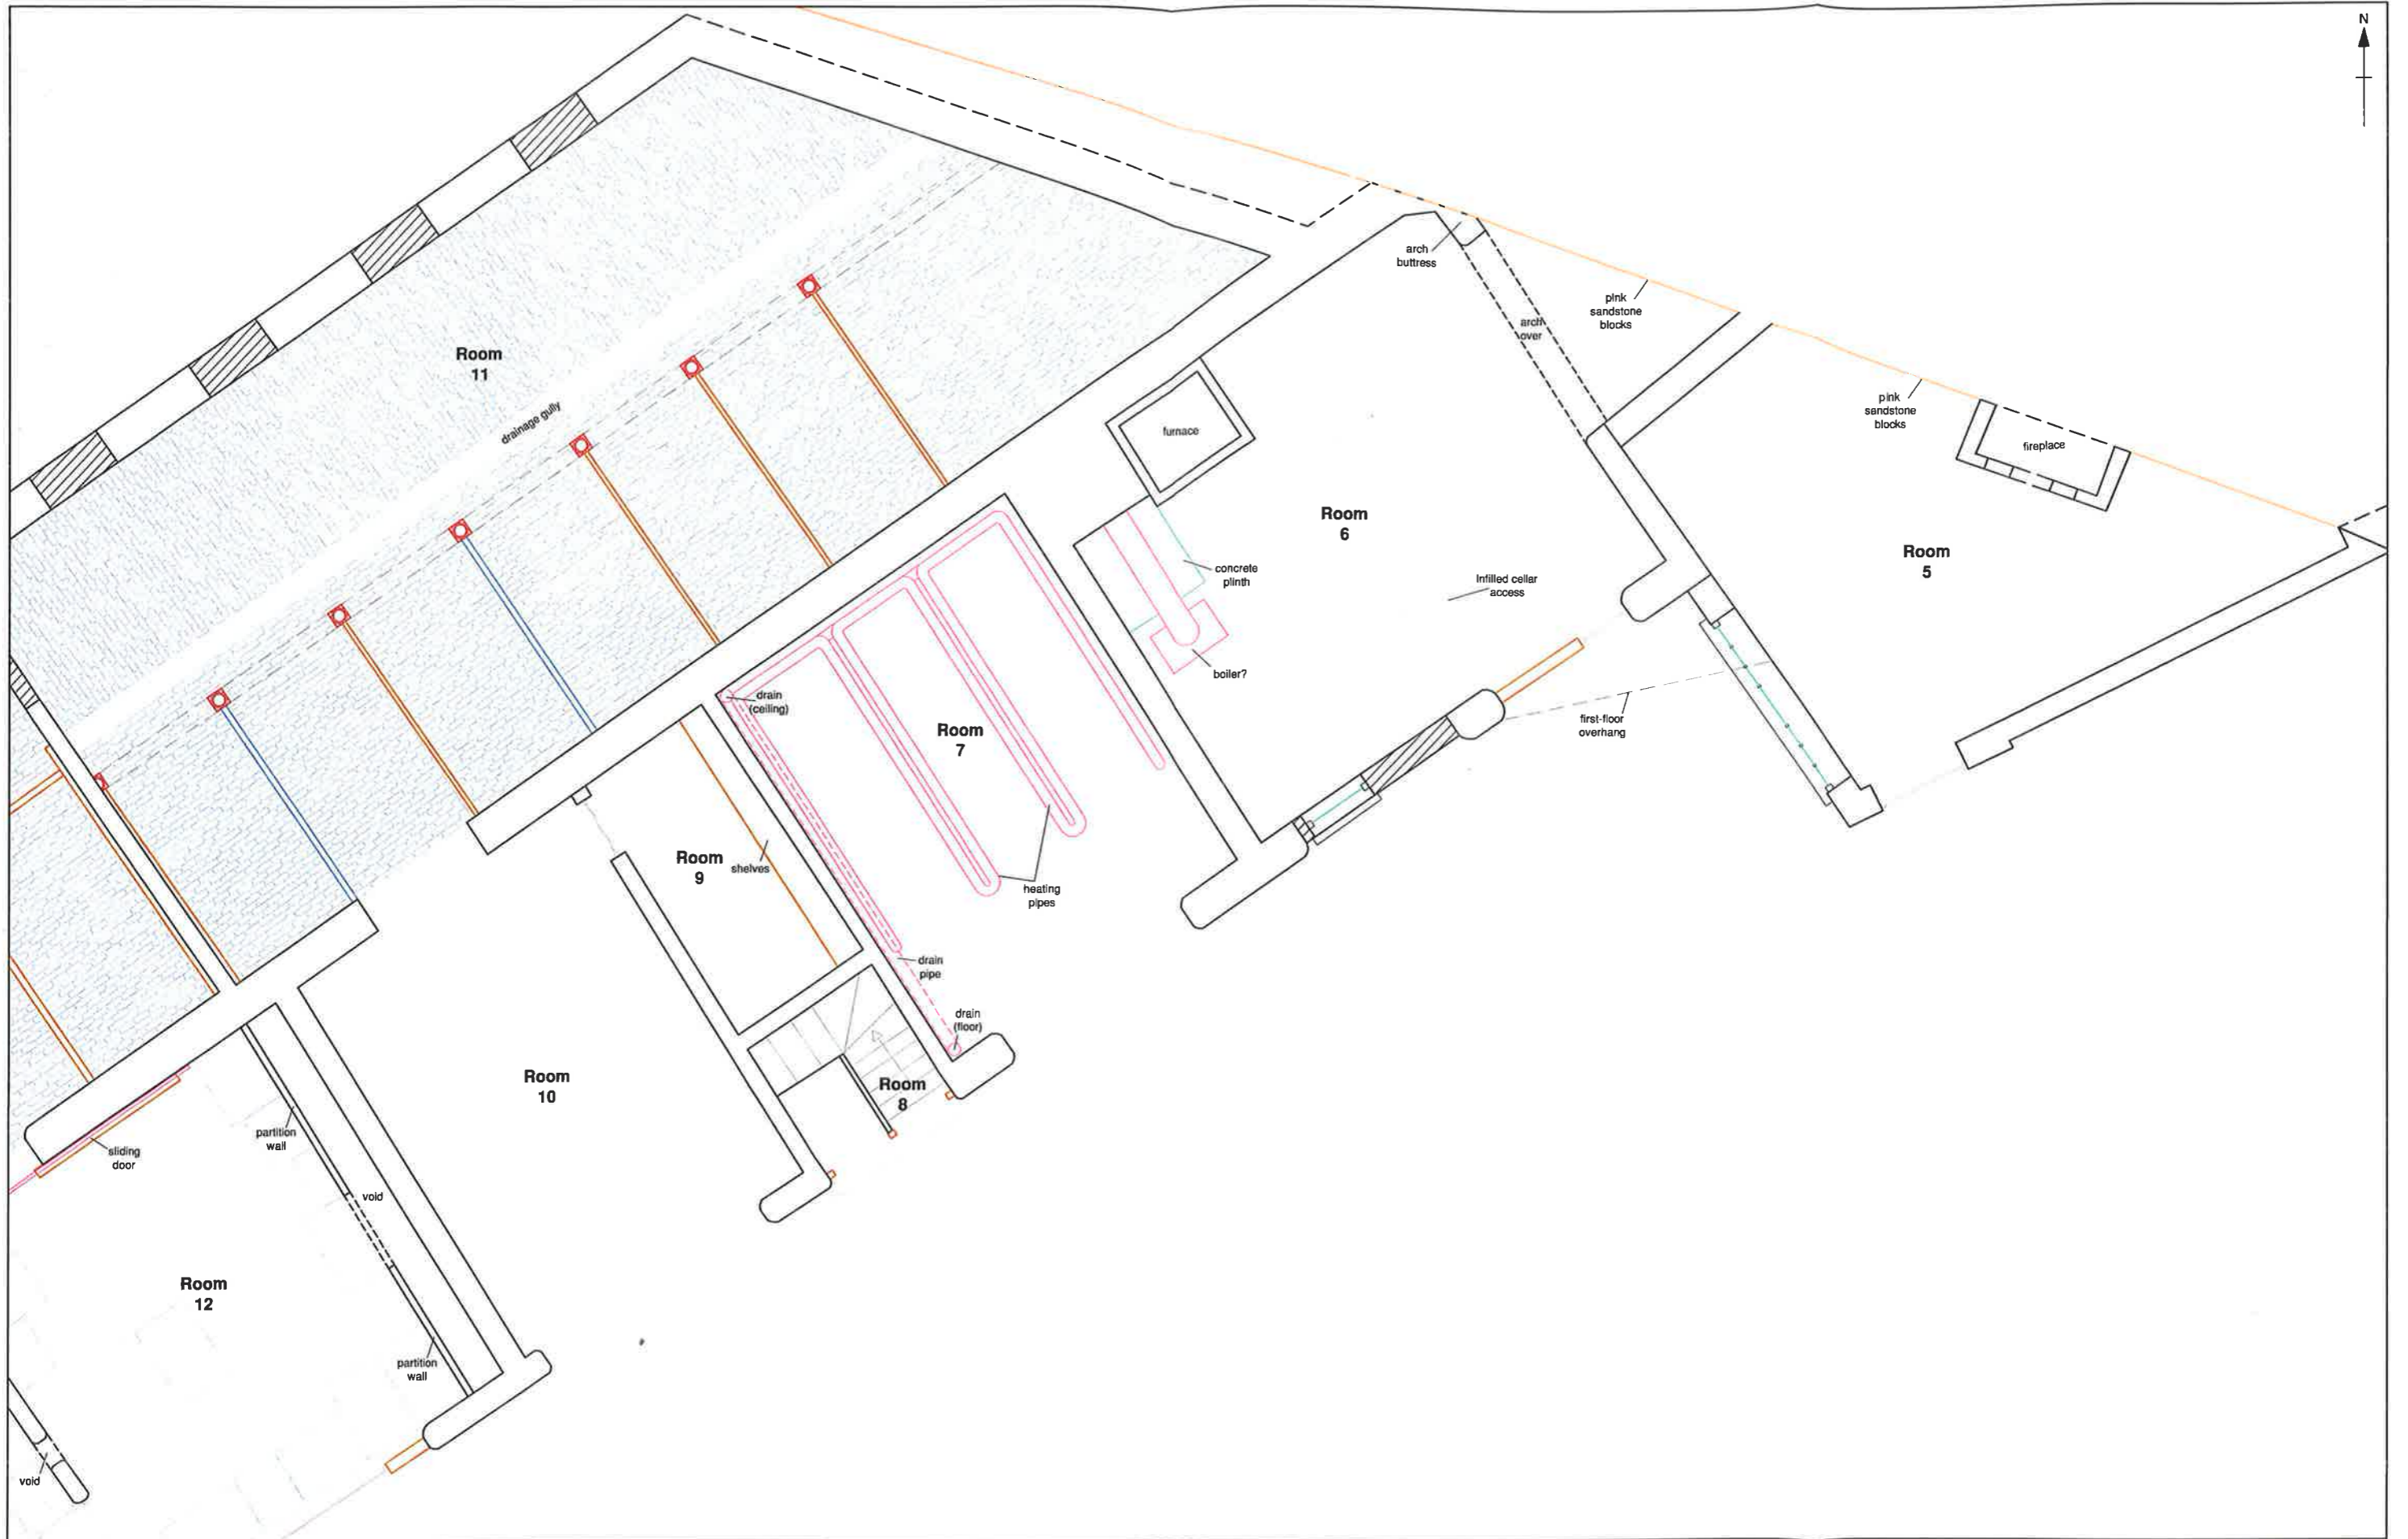 N
arch
buttress
pink
sandstone
blocks
arch
over
Room
11
drainage gully
pink
sandstone
blocks
furnace
fireplace
Room
6
Room
5
concrete
plinth
Infilled cellar
access
boiler?
drain
(ceiling)
Room
7
first-floor
overhang
Room
9
shelves
heating
pipes
drain
pipe
drain
(floor)
Room
10
Room
8
partition
wall
sliding
door
void
Room
12
partition
wall
void